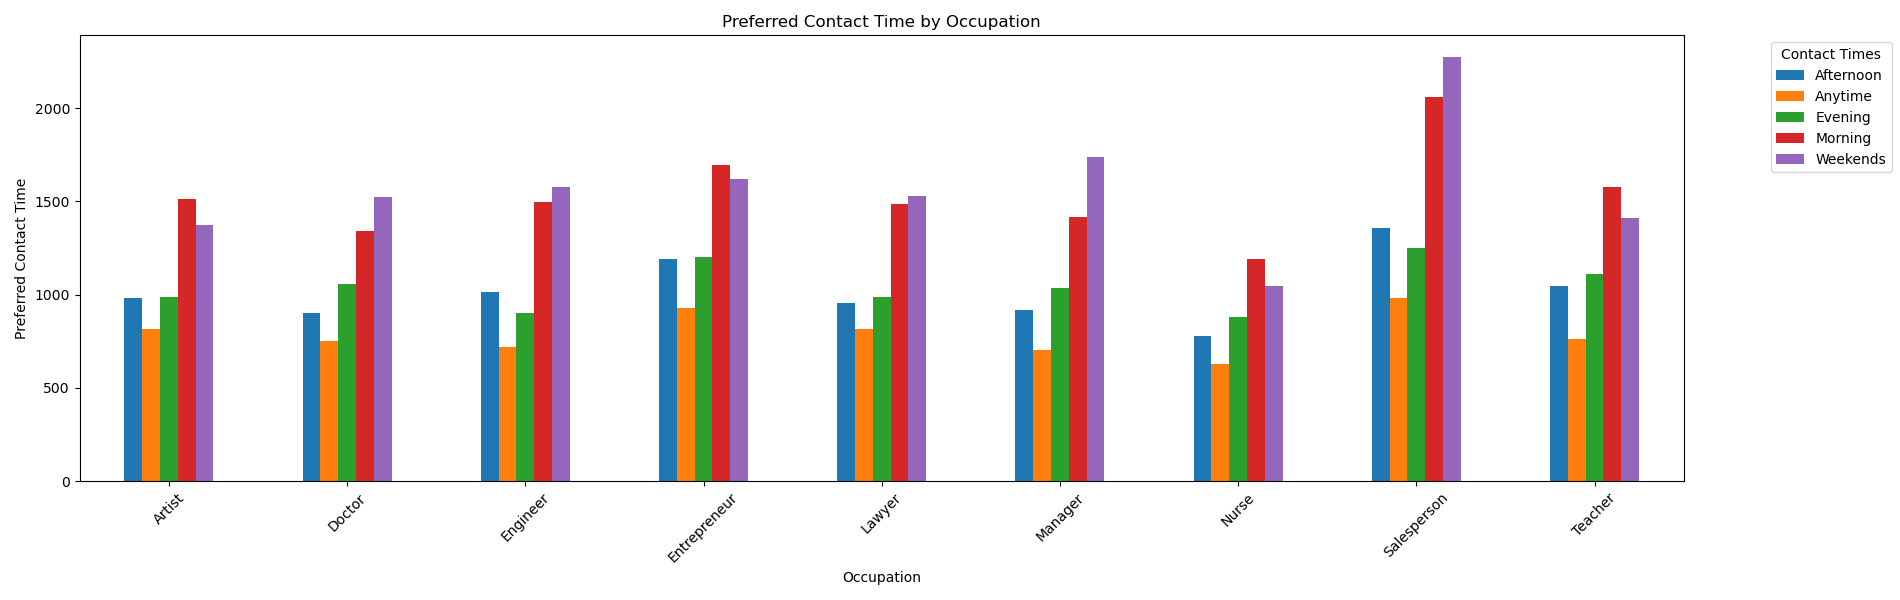 Preferred Contact Time by Occupation
Preferred Contact Time
2000
1500
1000
500
0
Artist
Doctor
Engineer
Entrepreneur
Lawyer
Manager
Nurse
Salesperson
Teacher
Occupation
Contact Times
Afternoon
Anytime
Evening
Morning
Weekends